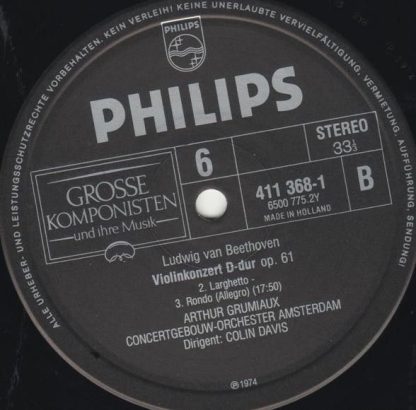 ALLE URHEBER- UND LEISTUNGSSCHUTZRECHTE VORBEHALTEN. KEIN VERLEIH! KEINE UNERLAUBTE VERVIELFÄLTIGUNG, VERMIETUNG, AUFFÜHRUNG, SENDUNG!
PHILIPS
PHILIPS
GROSSE
KOMPONISTEN
und ihre Musik
6
STEREO
33⅓
411 368-1
6500 775.2Y
MADE IN HOLLAND
B
Ludwig van Beethoven
Violinkonzert D-dur op. 61
2. Larghetto -
3. Rondo (Allegro) (17:50)
ARTHUR GRUMIAUX
CONCERTGEBOUW-ORCHESTER AMSTERDAM
Dirigent: COLIN DAVIS
℗ 1974